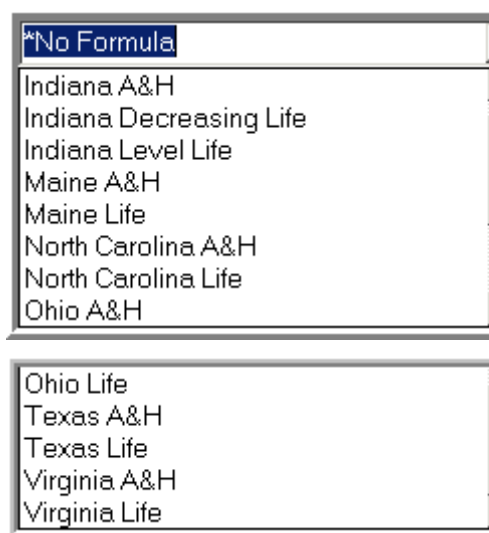 *No Formula
Indiana A&H
Indiana Decreasing Life
Indiana Level Life
Maine A&H
Maine Life
North Carolina A&H
North Carolina Life
Ohio A&H
Ohio Life
Texas A&H
Texas Life
Virginia A&H
Virginia Life